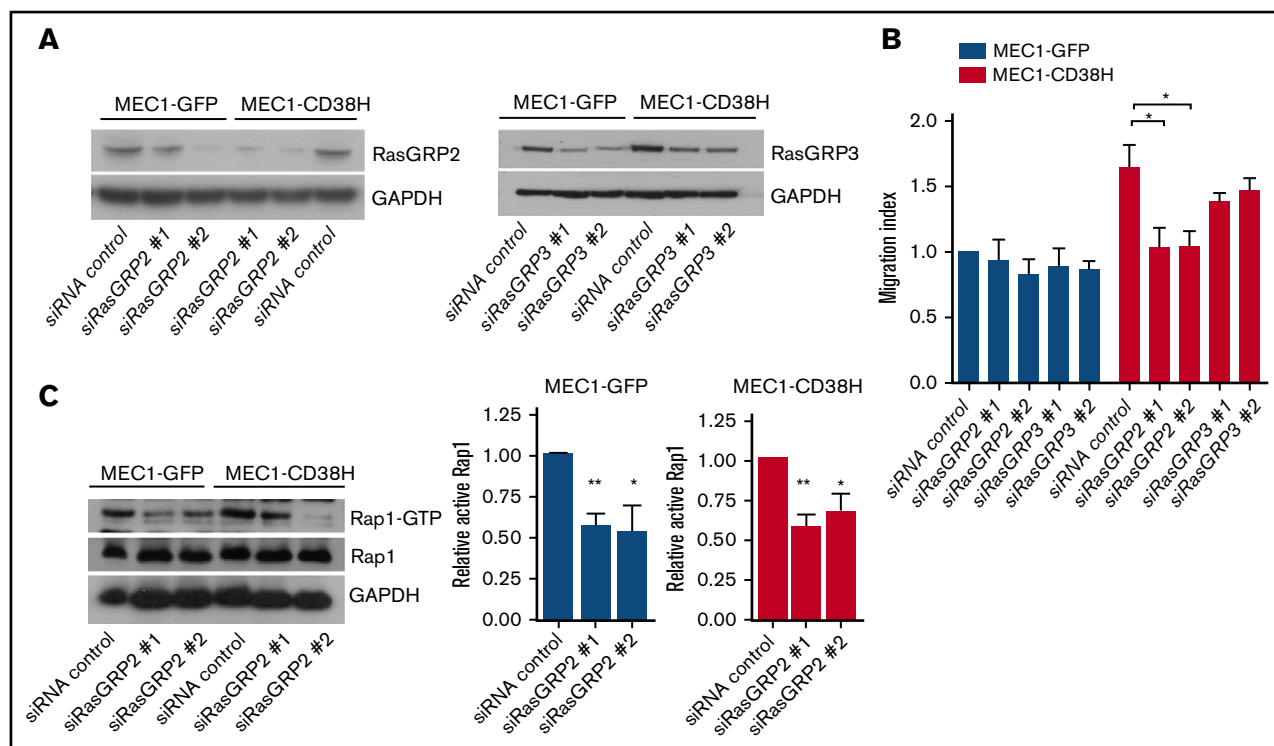 A
MEC1-GFP MEC1-CD38H
RasGRP2
GAPDH
siRNA control
siRasGRP2 #1
siRasGRP2 #2
siRasGRP2 #1
siRasGRP2 #2
siRNA control
MEC1-GFP MEC1-CD38H
RasGRP3
GAPDH
siRNA control
siRasGRP3 #1
siRasGRP3 #2
siRNA control
siRasGRP3 #1
siRasGRP3 #2
B
MEC1-GFP
MEC1-CD38H
Migration index
2.0
1.5
1.0
0.5
0.0
*
*
siRNA control
siRasGRP2 #1
siRasGRP2 #2
siRasGRP3 #1
siRasGRP3 #2
siRNA control
siRasGRP2 #1
siRasGRP2 #2
siRasGRP3 #1
siRasGRP3 #2
C
MEC1-GFP MEC1-CD38H
Rap1-GTP
Rap1
GAPDH
siRNA control
siRasGRP2 #1
siRasGRP2 #2
siRNA control
siRasGRP2 #1
siRasGRP2 #2
MEC1-GFP
Relative active Rap1
1.25
1.00
0.75
0.50
0.25
0.00
** *
siRNA control
siRasGRP2 #1
siRasGRP2 #2
MEC1-CD38H
Relative active Rap1
1.25
1.00
0.75
0.50
0.25
0.00
** *
siRNA control
siRasGRP2 #1
siRasGRP2 #2